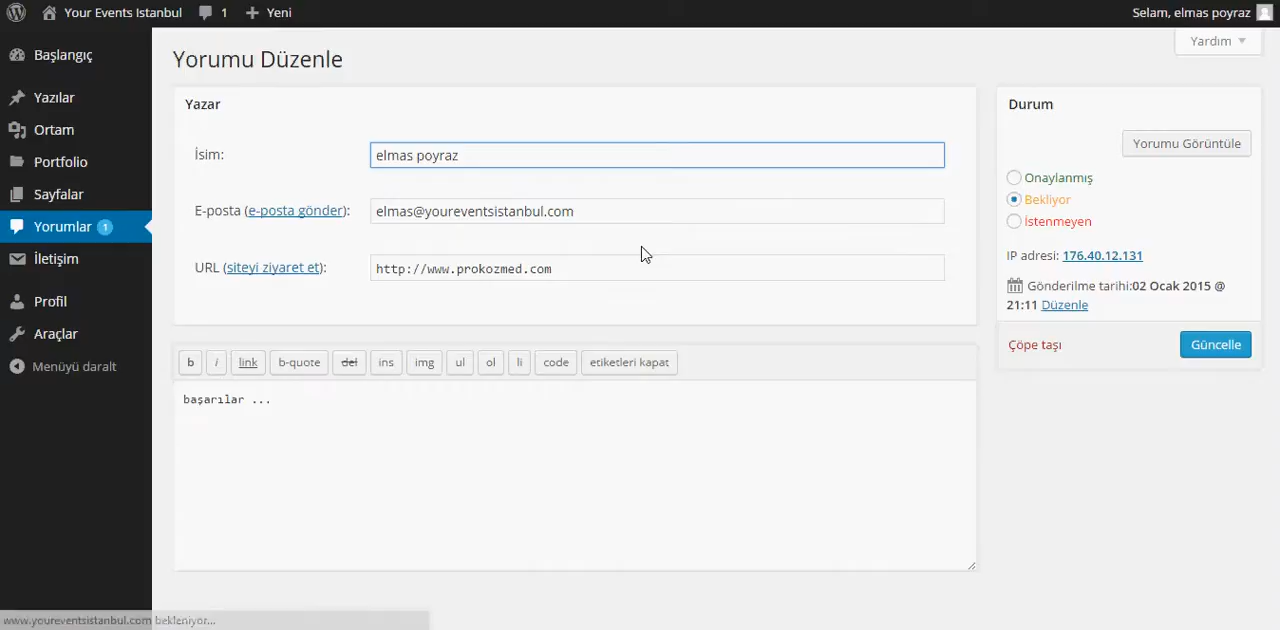 Your Events Istanbul 1 Yeni Selam, elmas poyraz
Yardım
Başlangıç
Yazılar
Ortam
Portfolio
Sayfalar
Yorumlar 1
İletişim
Profil
Araçlar
Menüyü daralt
Yorumu Düzenle
Yazar
İsim: elmas poyraz
E-posta (e-posta gönder): elmas@youreventsistanbul.com
URL (siteyi ziyaret et): http://www.prokozmed.com
b i link b-quote del ins img ul ol li code etiketleri kapat
başarılar ...
Durum
Yorumu Görüntüle
Onaylanmış
Bekliyor
İstenmeyen
IP adresi: 176.40.12.131
Gönderilme tarihi:02 Ocak 2015 @
21:11 Düzenle
Çöpe taşı Güncelle
www.youreventsistanbul.com bekleniyor...